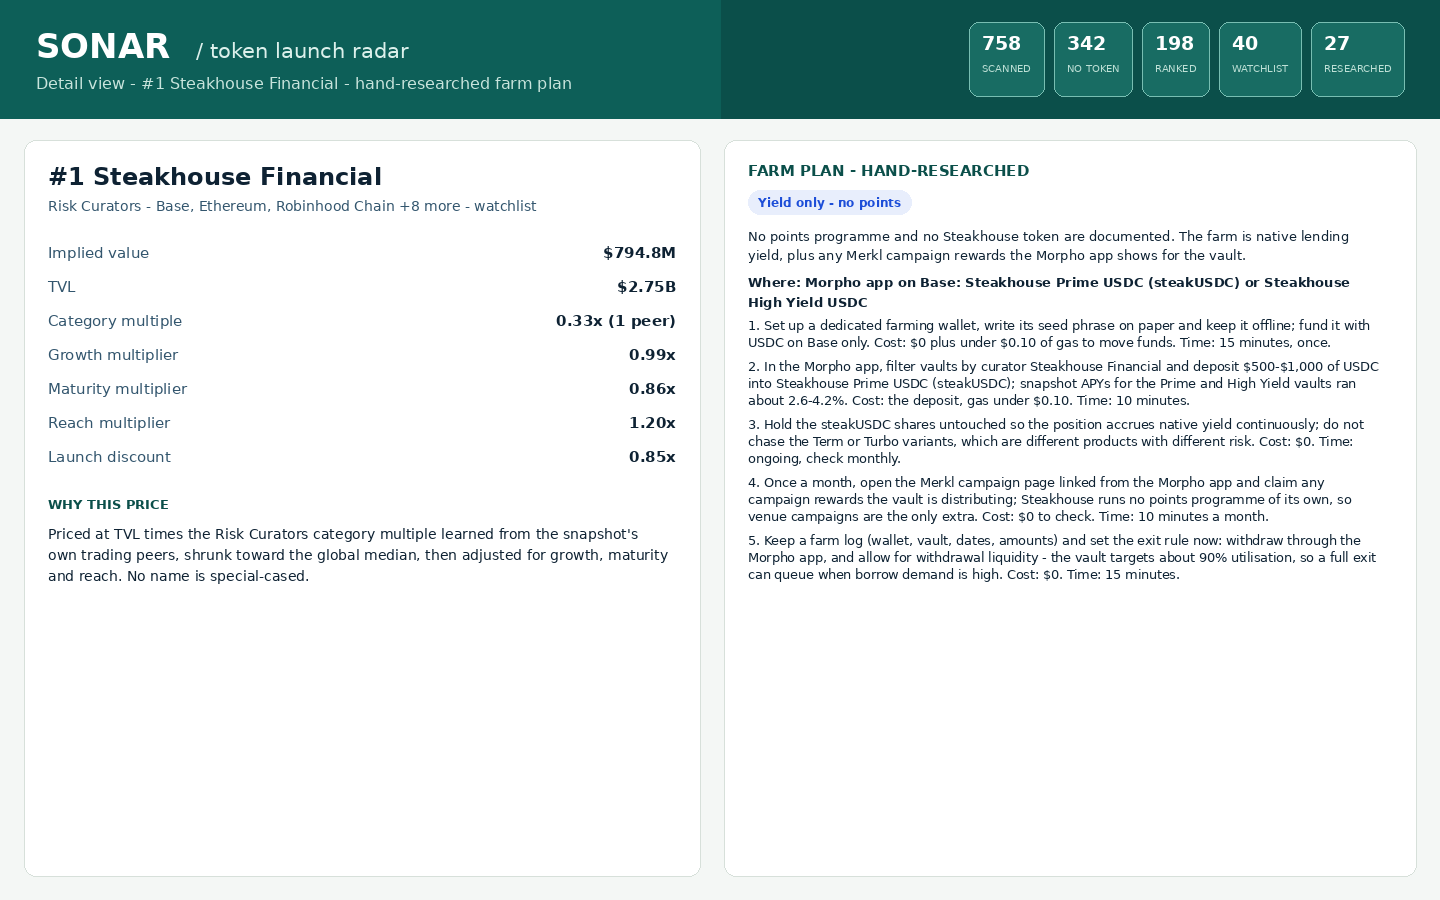 SONAR / token launch radar
Detail view - #1 Steakhouse Financial - hand-researched farm plan
758
SCANNED
342
NO TOKEN
198
RANKED
40
WATCHLIST
27
RESEARCHED
#1 Steakhouse Financial
Risk Curators - Base, Ethereum, Robinhood Chain +8 more - watchlist
Implied value $794.8M
TVL $2.75B
Category multiple 0.33x (1 peer)
Growth multiplier 0.99x
Maturity multiplier 0.86x
Reach multiplier 1.20x
Launch discount 0.85x
WHY THIS PRICE
Priced at TVL times the Risk Curators category multiple learned from the snapshot's
own trading peers, shrunk toward the global median, then adjusted for growth, maturity
and reach. No name is special-cased.
FARM PLAN - HAND-RESEARCHED
Yield only - no points
No points programme and no Steakhouse token are documented. The farm is native lending
yield, plus any Merkl campaign rewards the Morpho app shows for the vault.
Where: Morpho app on Base: Steakhouse Prime USDC (steakUSDC) or Steakhouse
High Yield USDC
1. Set up a dedicated farming wallet, write its seed phrase on paper and keep it offline; fund it with
USDC on Base only. Cost: $0 plus under $0.10 of gas to move funds. Time: 15 minutes, once.
2. In the Morpho app, filter vaults by curator Steakhouse Financial and deposit $500-$1,000 of USDC
into Steakhouse Prime USDC (steakUSDC); snapshot APYs for the Prime and High Yield vaults ran
about 2.6-4.2%. Cost: the deposit, gas under $0.10. Time: 10 minutes.
3. Hold the steakUSDC shares untouched so the position accrues native yield continuously; do not
chase the Term or Turbo variants, which are different products with different risk. Cost: $0. Time:
ongoing, check monthly.
4. Once a month, open the Merkl campaign page linked from the Morpho app and claim any
campaign rewards the vault is distributing; Steakhouse runs no points programme of its own, so
venue campaigns are the only extra. Cost: $0 to check. Time: 10 minutes a month.
5. Keep a farm log (wallet, vault, dates, amounts) and set the exit rule now: withdraw through the
Morpho app, and allow for withdrawal liquidity - the vault targets about 90% utilisation, so a full exit
can queue when borrow demand is high. Cost: $0. Time: 15 minutes.